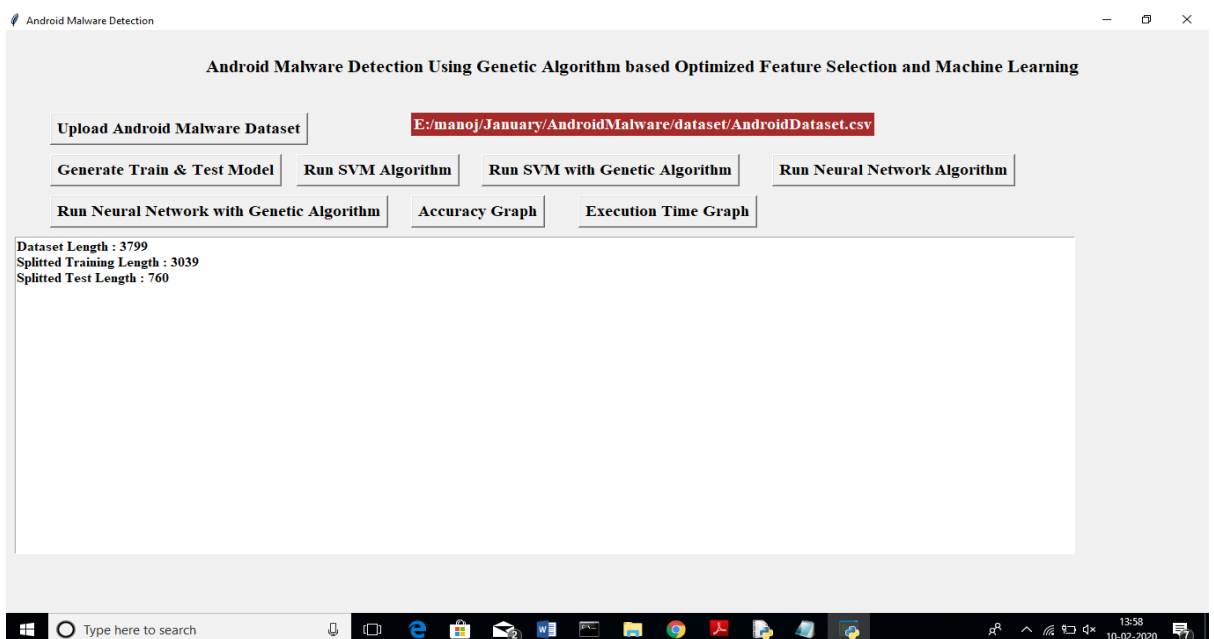 Android Malware Detection
Android Malware Detection Using Genetic Algorithm based Optimized Feature Selection and Machine Learning
Upload Android Malware Dataset
E:/manoj/January/AndroidMalware/dataset/AndroidDataset.csv
Generate Train & Test Model
Run SVM Algorithm
Run SVM with Genetic Algorithm
Run Neural Network Algorithm
Run Neural Network with Genetic Algorithm
Accuracy Graph
Execution Time Graph
Dataset Length : 3799
Splitted Training Length : 3039
Splitted Test Length : 760
Type here to search
13:58
10-02-2020